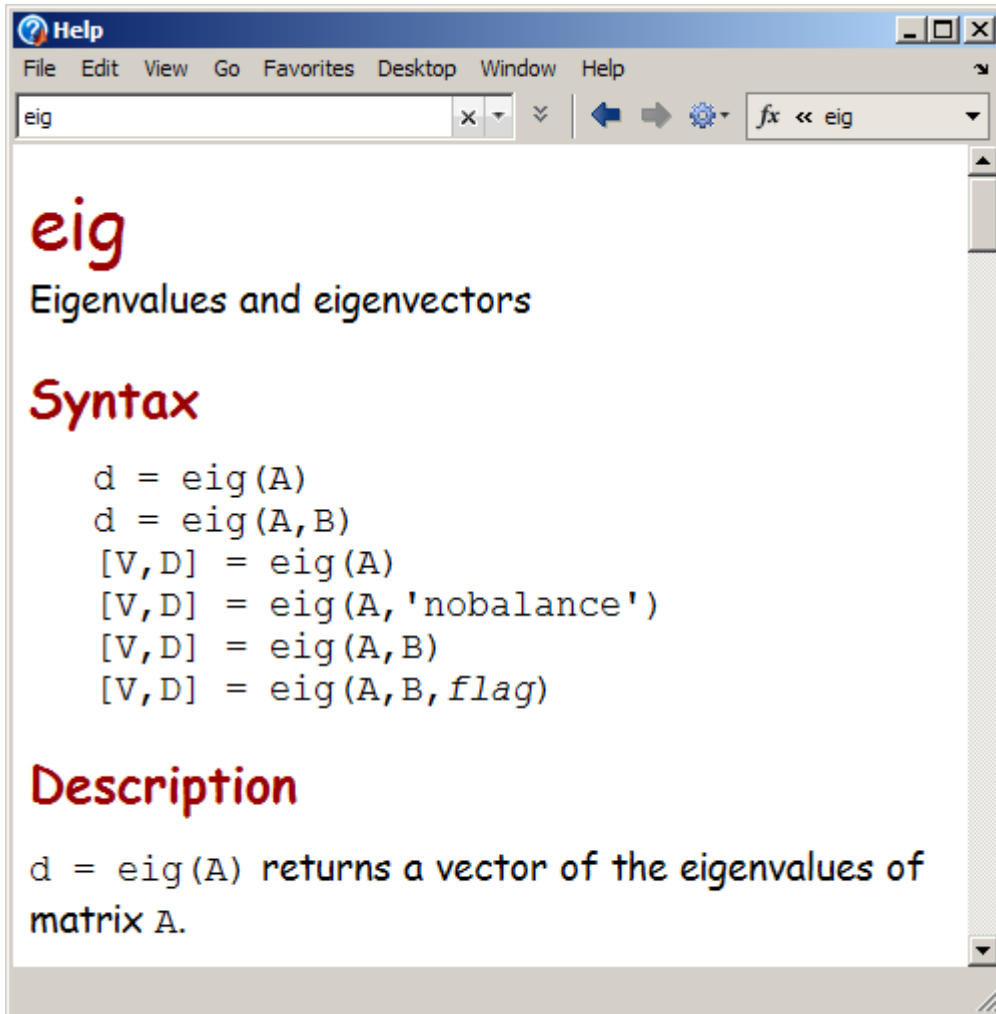 Help
File Edit View Go Favorites Desktop Window Help
eig fx « eig
eig
Eigenvalues and eigenvectors
Syntax
d = eig(A)
d = eig(A,B)
[V,D] = eig(A)
[V,D] = eig(A,'nobalance')
[V,D] = eig(A,B)
[V,D] = eig(A,B,flag)
Description
d = eig(A) returns a vector of the eigenvalues of
matrix A.